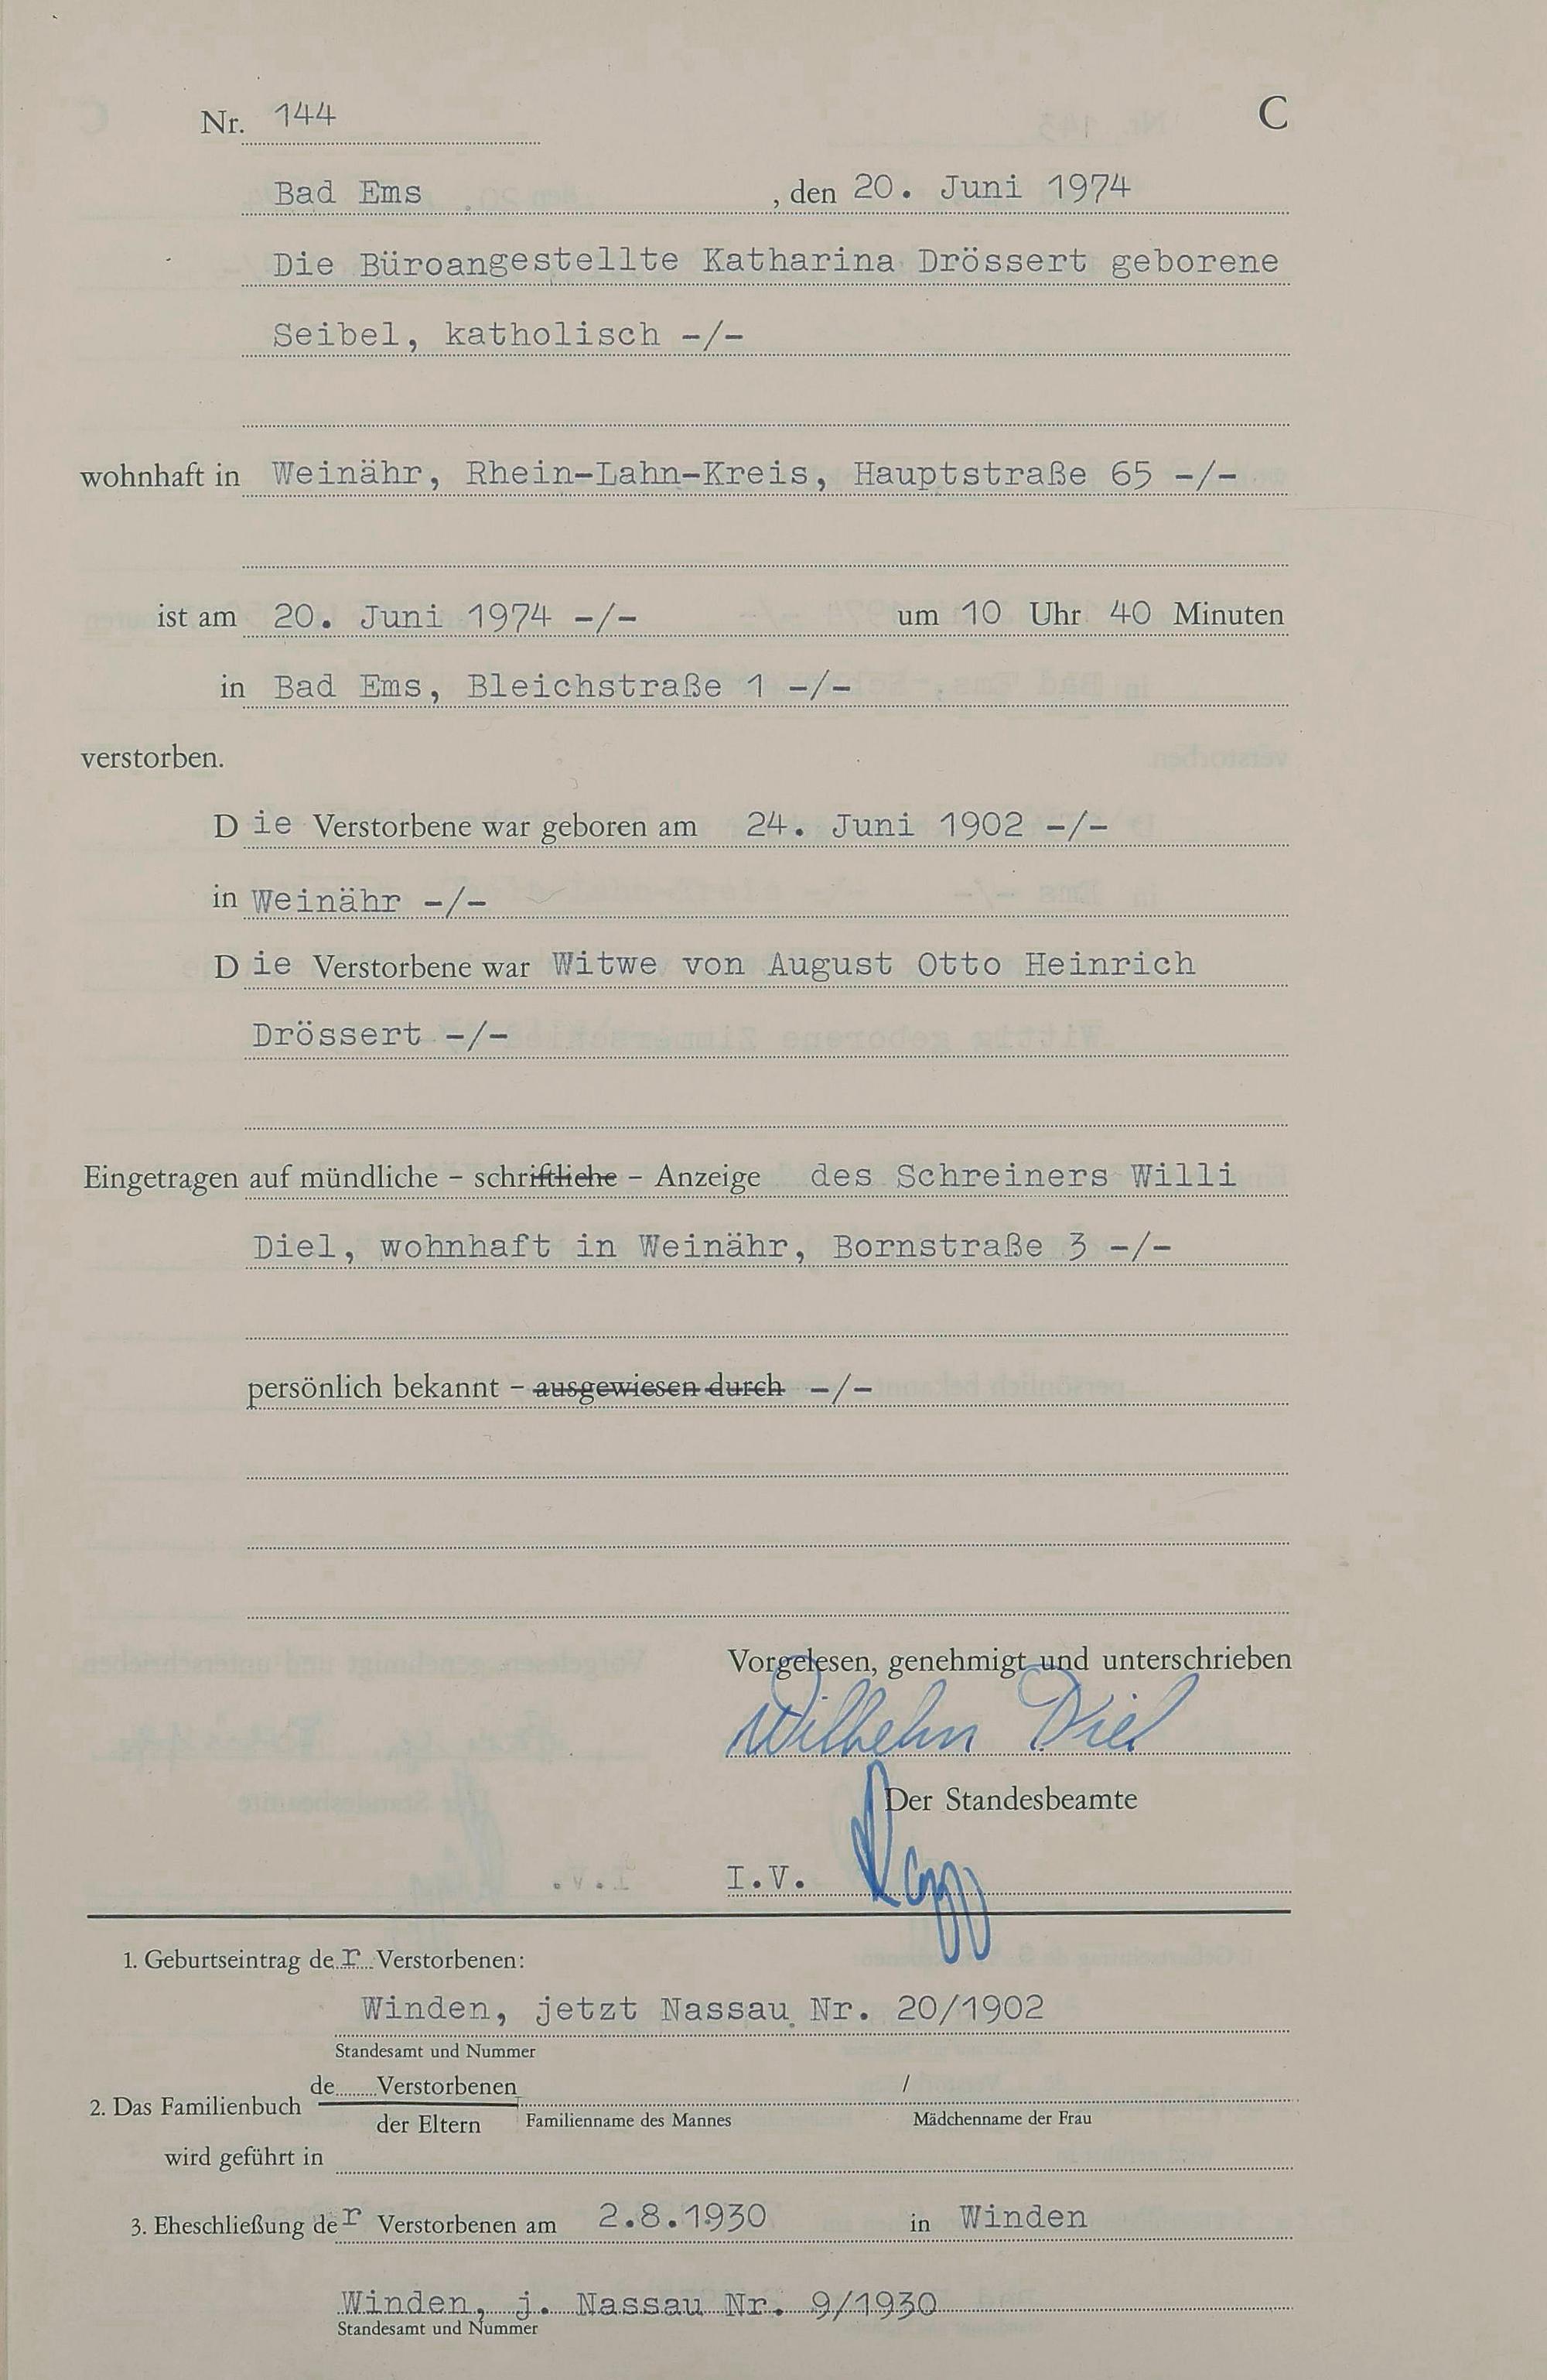 Nr. 144 C
Bad Ems , den 20. Juni 1974
Die Büroangestellte Katharina Drössert geborene
Seibel, katholisch -/-
wohnhaft in Weinähr, Rhein-Lahn-Kreis, Hauptstraße 65 -/-
ist am 20. Juni 1974 -/- um 10 Uhr 40 Minuten
in Bad Ems, Bleichstraße 1 -/-
verstorben.
D ie Verstorbene war geboren am 24. Juni 1902 -/-
in Weinähr -/-
D ie Verstorbene war Witwe von August Otto Heinrich
Drössert -/-
Eingetragen auf mündliche - schriftliche - Anzeige des Schreiners Willi
Diel, wohnhaft in Weinähr, Bornstraße 3 -/-
persönlich bekannt - ausgewiesen durch -/-
Vorgelesen, genehmigt und unterschrieben
Wilhelm Diel
Der Standesbeamte
I.V.
1. Geburtseintrag de r Verstorbenen:
Winden, jetzt Nassau Nr. 20/1902
Standesamt und Nummer
de Verstorbenen /
2. Das Familienbuch
der Eltern Familienname des Mannes Mädchenname der Frau
wird geführt in
3. Eheschließung de r Verstorbenen am 2.8.1930 in Winden
Winden, j. Nassau Nr. 9/1930
Standesamt und Nummer